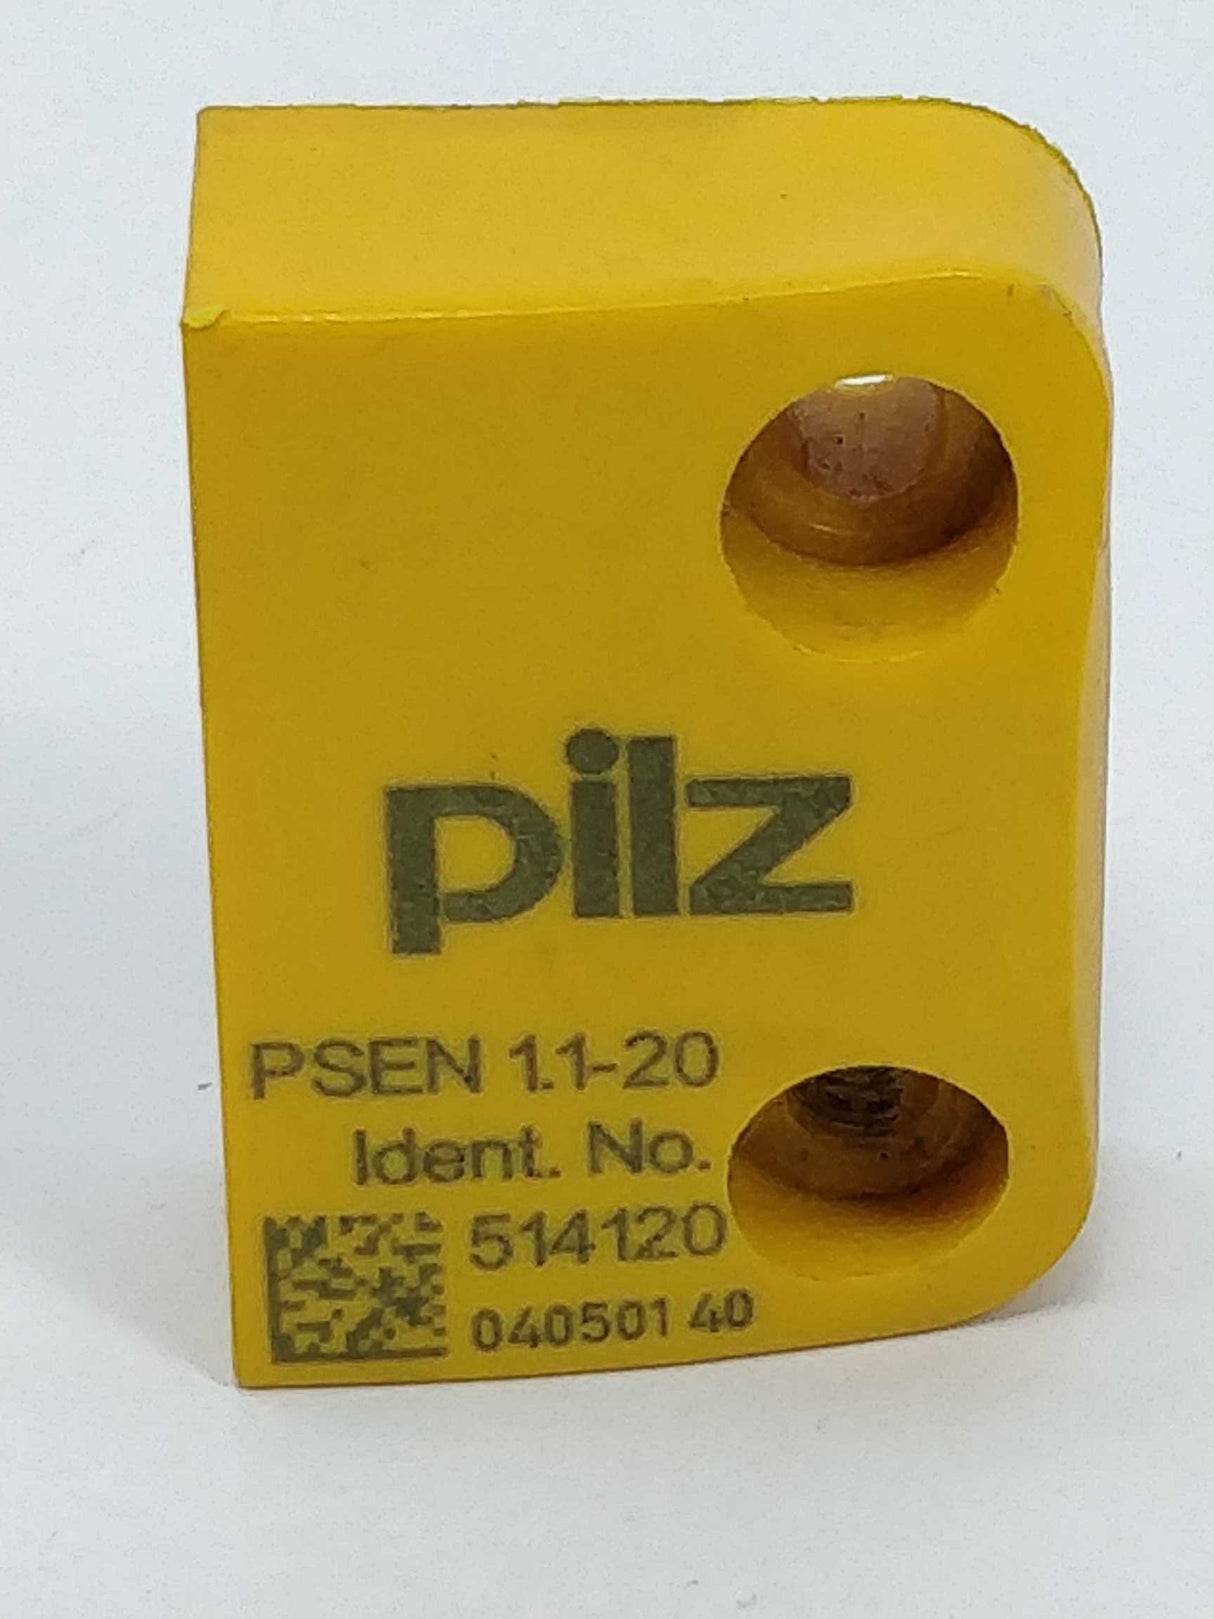 pilz
PSEN 1.1-20
Ident. No.
514120
040501 40